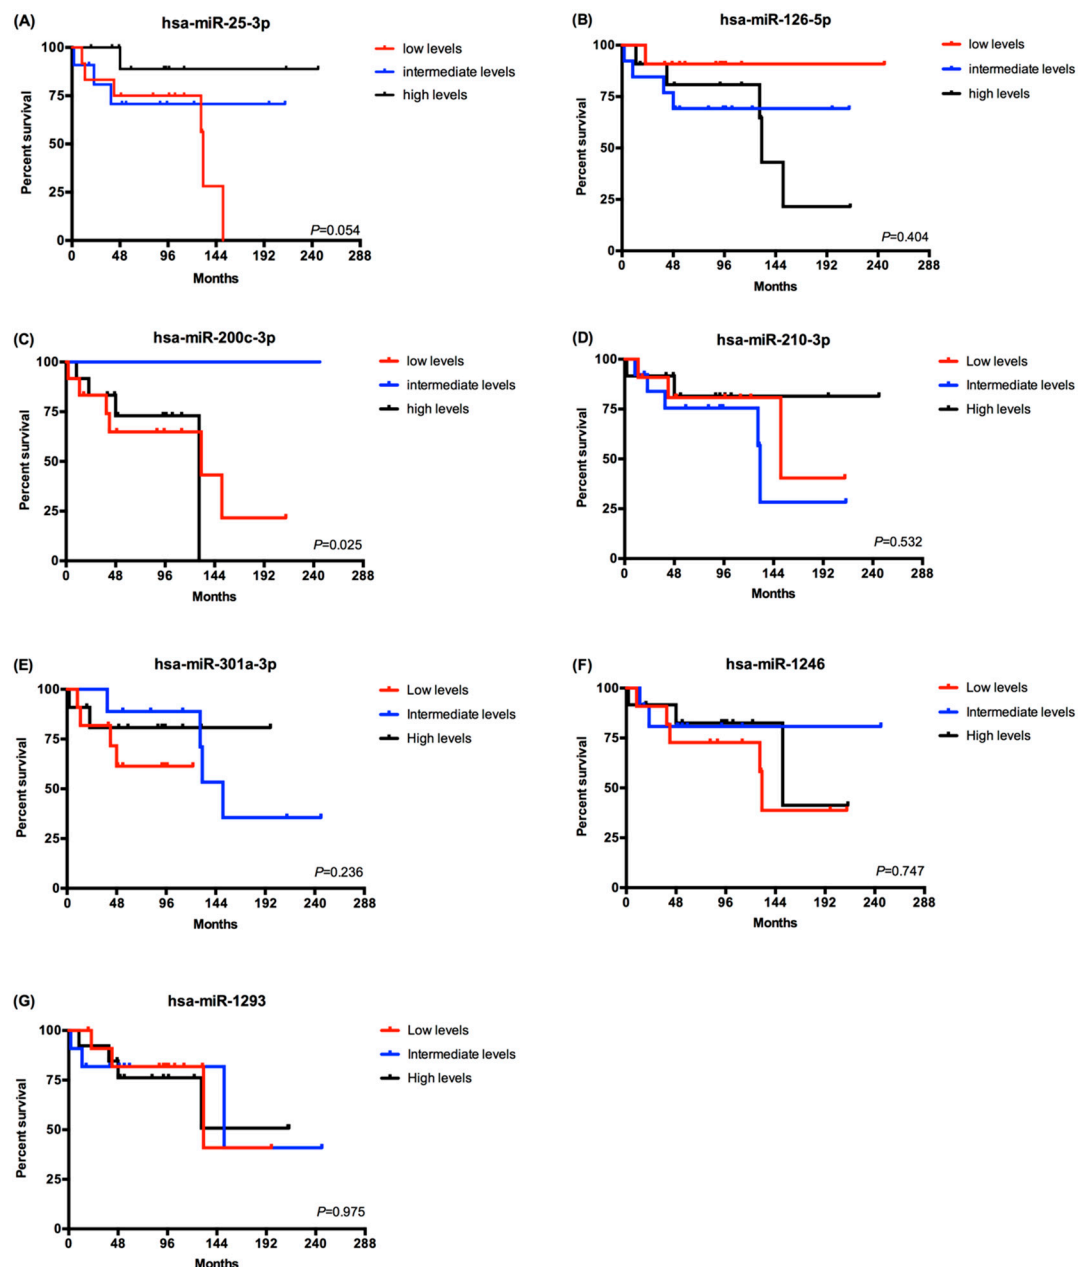 (A)
hsa-miR-25-3p
low levels
intermediate levels
high levels
Percent survival
100
75
50
25
0
0 48 96 144 192 240 288
Months
P=0.054
(B)
hsa-miR-126-5p
low levels
intermediate levels
high levels
Percent survival
100
75
50
25
0
0 48 96 144 192 240 288
Months
P=0.404
(C)
hsa-miR-200c-3p
low levels
intermediate levels
high levels
Percent survival
100
75
50
25
0
0 48 96 144 192 240 288
Months
P=0.025
(D)
hsa-miR-210-3p
Low levels
Intermediate levels
High levels
Percent survival
100
75
50
25
0
0 48 96 144 192 240 288
Months
P=0.532
(E)
hsa-miR-301a-3p
Low levels
Intermediate levels
High levels
Percent survival
100
75
50
25
0
0 48 96 144 192 240 288
Months
P=0.236
(F)
hsa-miR-1246
Low levels
Intermediate levels
High levels
Percent survival
100
75
50
25
0
0 48 96 144 192 240 288
Months
P=0.747
(G)
hsa-miR-1293
Low levels
Intermediate levels
High levels
Percent survival
100
75
50
25
0
0 48 96 144 192 240 288
Months
P=0.975